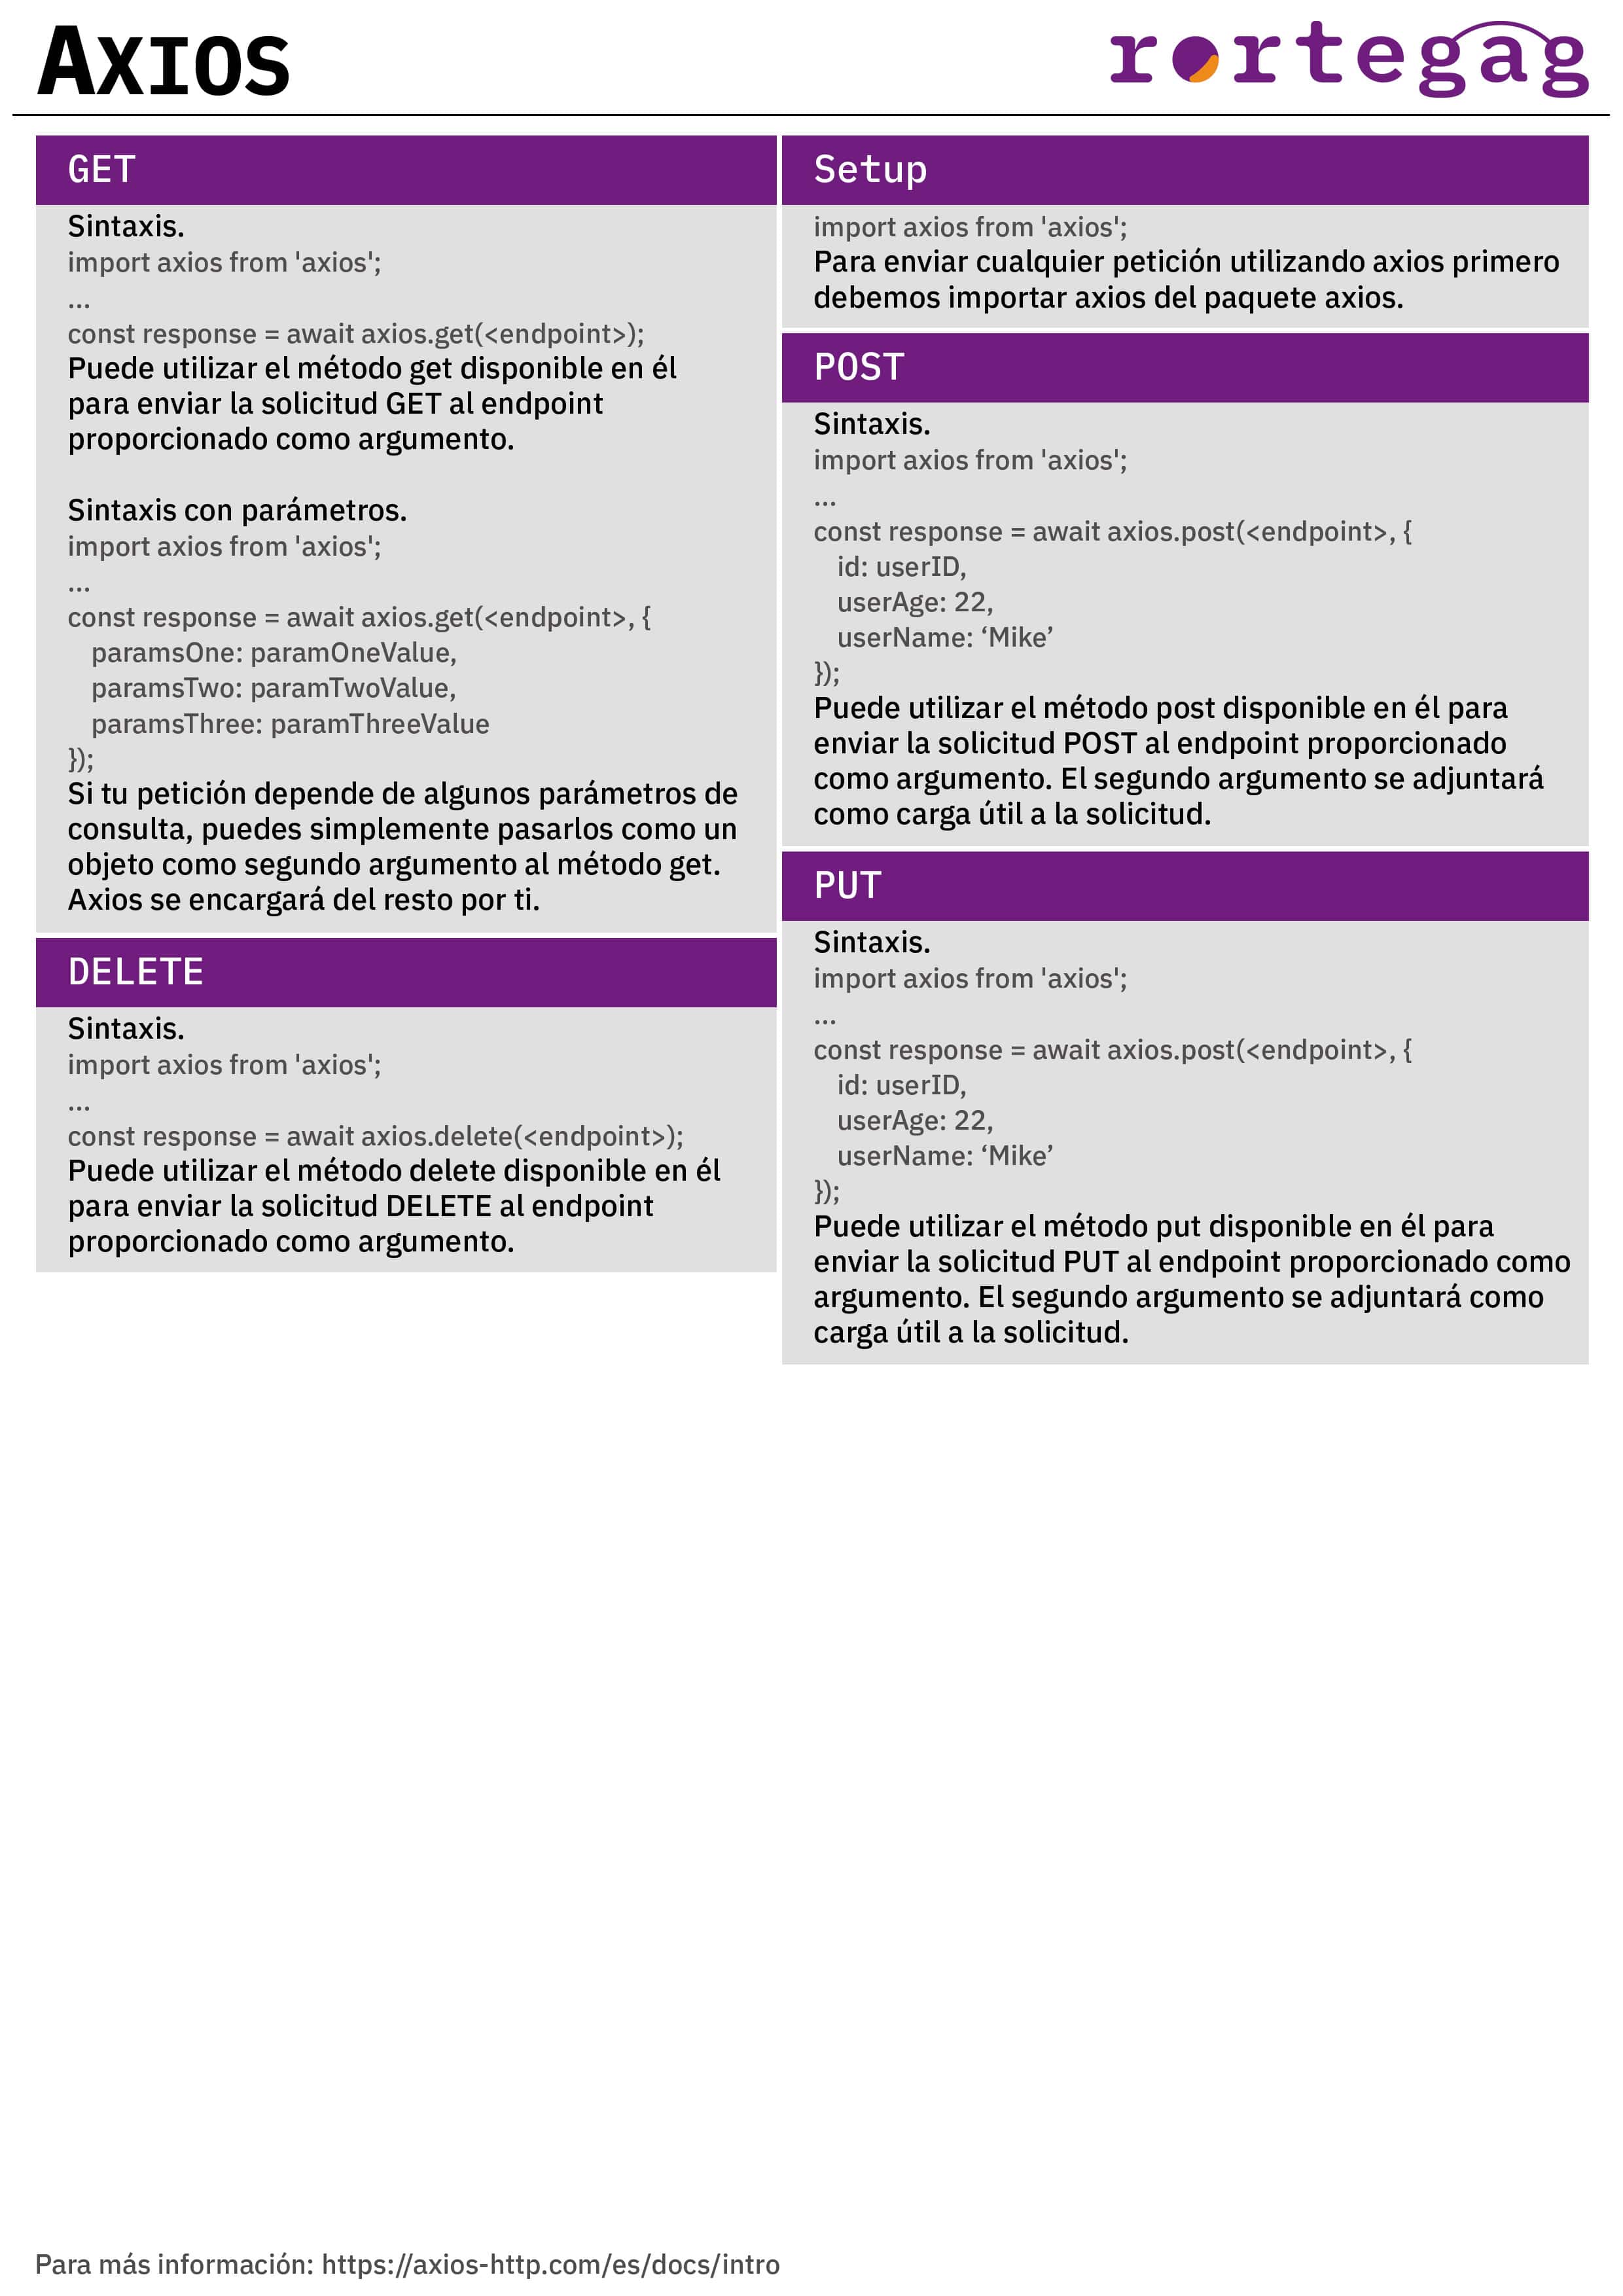 Axios
rortegag
GET
Sintaxis.
import axios from 'axios';
...
const response = await axios.get(<endpoint>);
Puede utilizar el método get disponible en él
para enviar la solicitud GET al endpoint
proporcionado como argumento.
Sintaxis con parámetros.
import axios from 'axios';
...
const response = await axios.get(<endpoint>, {
paramsOne: paramOneValue,
paramsTwo: paramTwoValue,
paramsThree: paramThreeValue
});
Si tu petición depende de algunos parámetros de
consulta, puedes simplemente pasarlos como un
objeto como segundo argumento al método get.
Axios se encargará del resto por ti.
DELETE
Sintaxis.
import axios from 'axios';
...
const response = await axios.delete(<endpoint>);
Puede utilizar el método delete disponible en él
para enviar la solicitud DELETE al endpoint
proporcionado como argumento.
Setup
import axios from 'axios';
Para enviar cualquier petición utilizando axios primero
debemos importar axios del paquete axios.
POST
Sintaxis.
import axios from 'axios';
...
const response = await axios.post(<endpoint>, {
id: userID,
userAge: 22,
userName: ‘Mike’
});
Puede utilizar el método post disponible en él para
enviar la solicitud POST al endpoint proporcionado
como argumento. El segundo argumento se adjuntará
como carga útil a la solicitud.
PUT
Sintaxis.
import axios from 'axios';
...
const response = await axios.post(<endpoint>, {
id: userID,
userAge: 22,
userName: ‘Mike’
});
Puede utilizar el método put disponible en él para
enviar la solicitud PUT al endpoint proporcionado como
argumento. El segundo argumento se adjuntará como
carga útil a la solicitud.
Para más información: https://axios-http.com/es/docs/intro